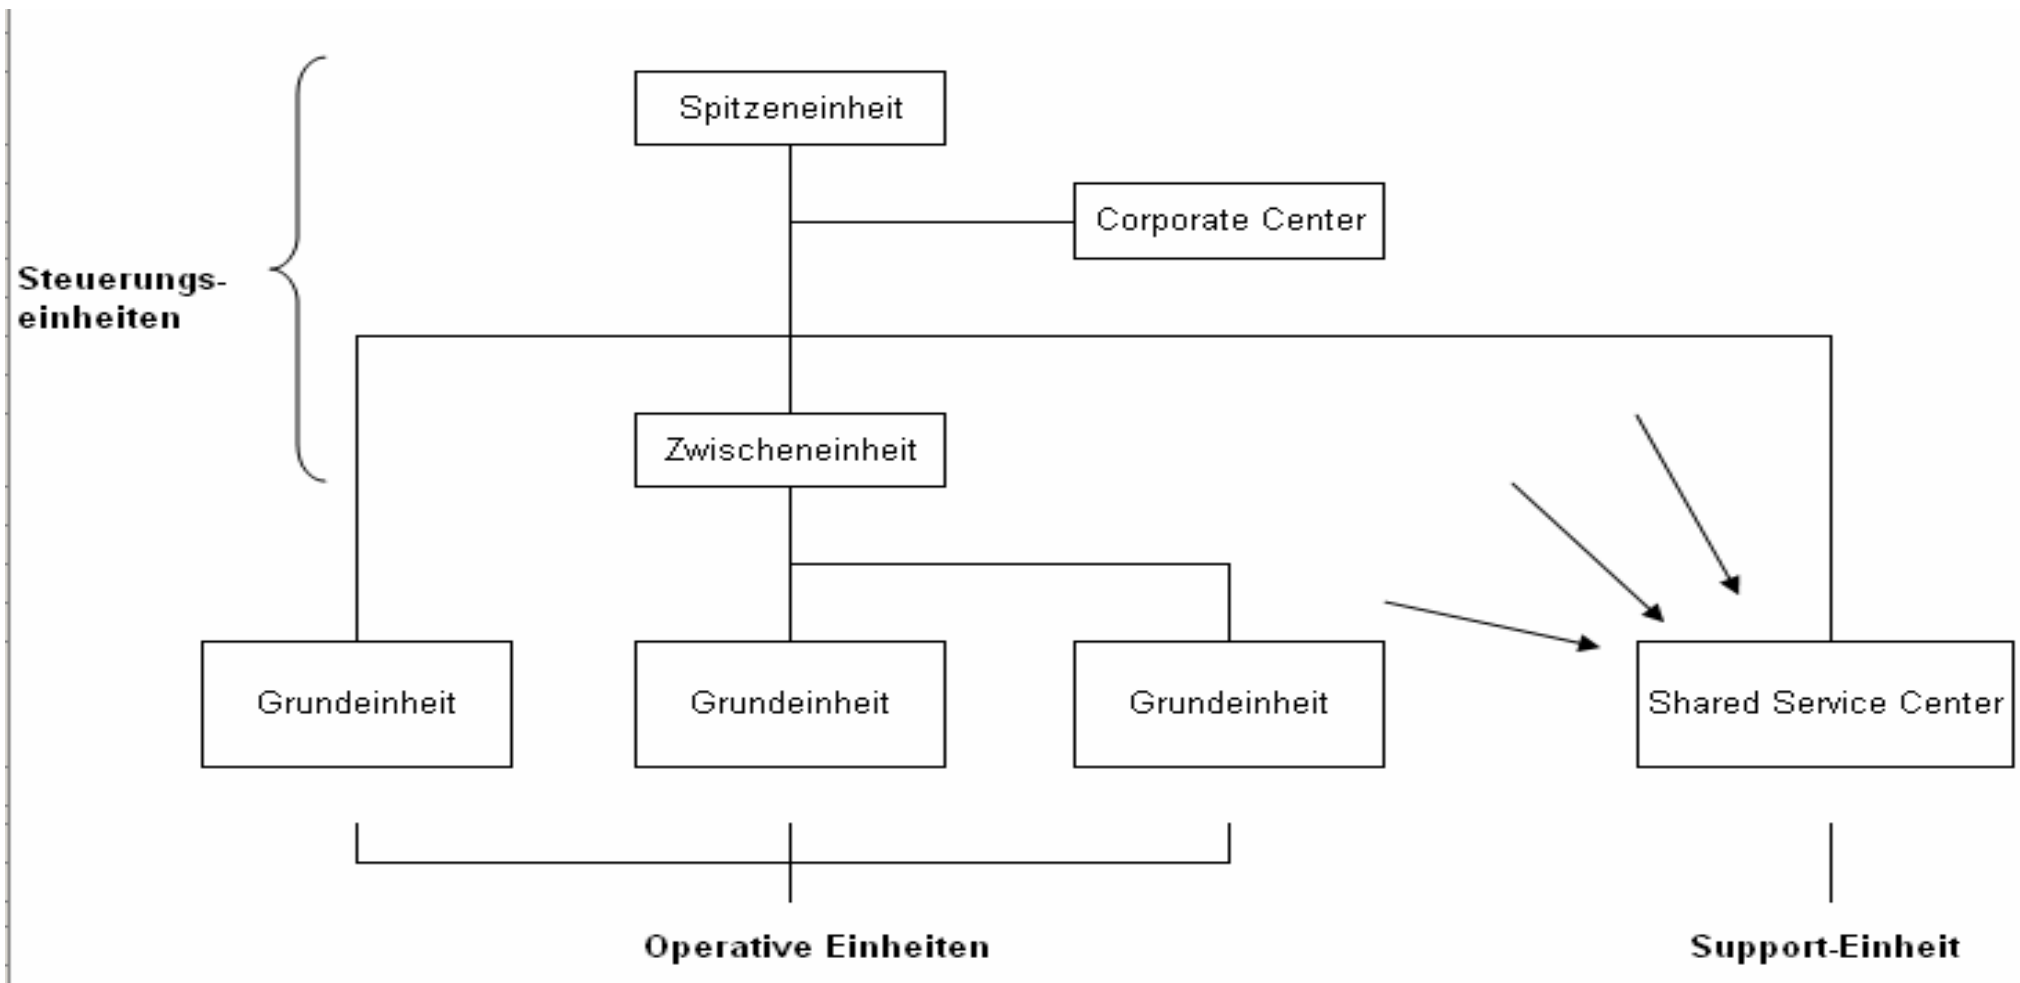 Spitzeneinheit
Corporate Center
Steuerungs-
einheiten
Zwischeneinheit
Grundeinheit
Grundeinheit
Grundeinheit
Shared Service Center
Operative Einheiten
Support-Einheit